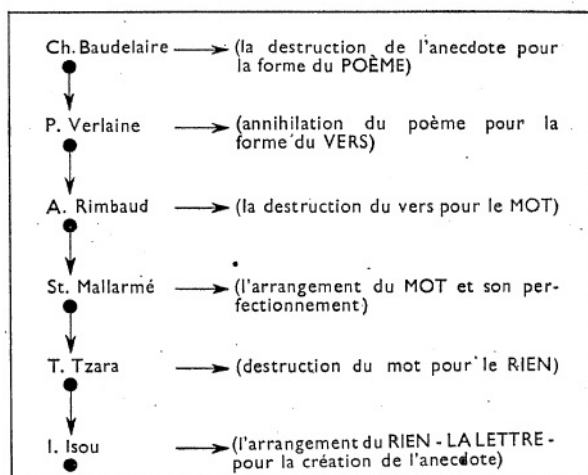 Ch. Baudelaire (la destruction de l'anecdote pour
la forme du POÈME)
P. Verlaine (annihilation du poème pour la
forme du VERS)
A. Rimbaud (la destruction du vers pour le MOT)
St. Mallarmé (l'arrangement du MOT et son per-
fectionnement)
T. Tzara (destruction du mot pour le RIEN)
I. Isou (l'arrangement du RIEN - LA LETTRE -
pour la création de l'anecdote)